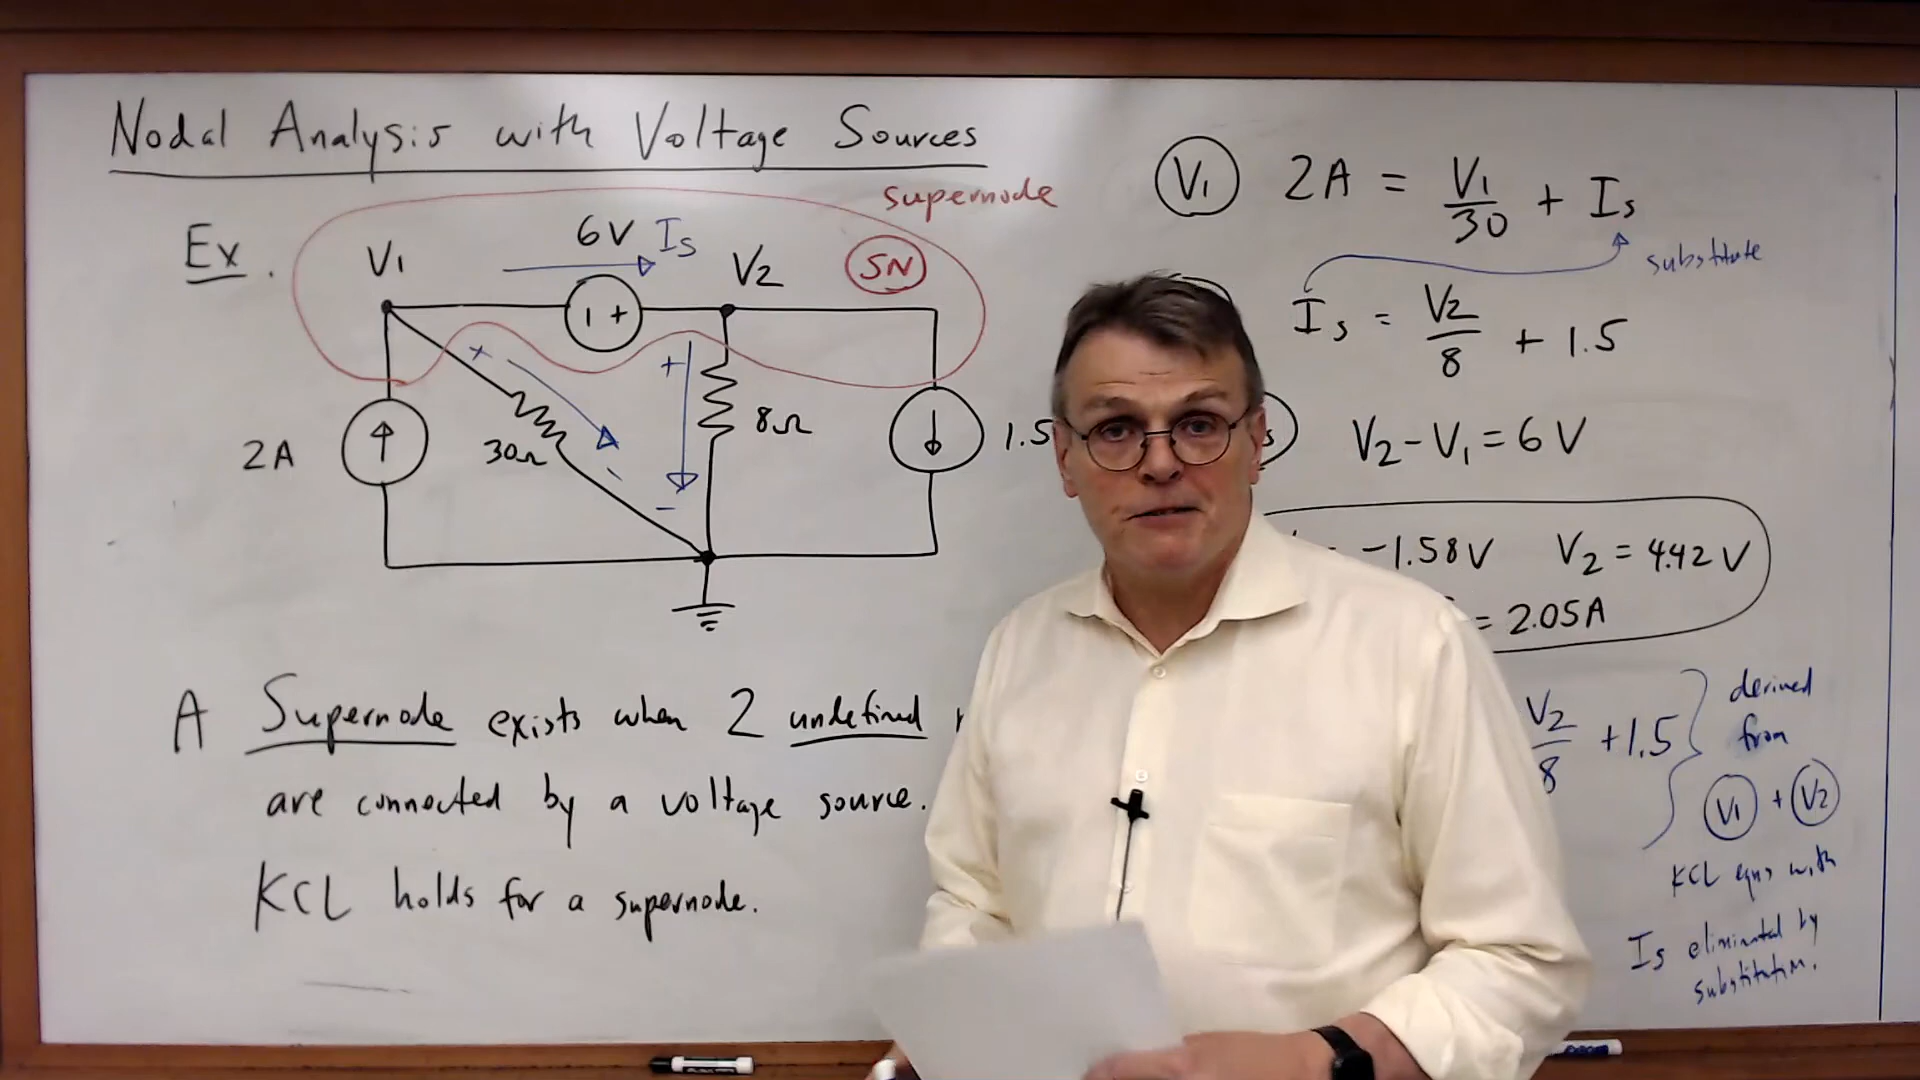 Nodal Analysis with Voltage Sources
supernode
Ex.
V1
6V Is
V2
SN
+
- +
+
2A
30Ω
8Ω
1.5
-
-
A Supernode exists when 2 undefined
are connected by a voltage source.
KCL holds for a supernode.
V1 2A = V1/30 + Is
substitute
Is = V2/8 + 1.5
V2 - V1 = 6V
-1.58V V2 = 4.42V
= 2.05A
V2/8 + 1.5
derived
from
V1 + V2
KCL eqns with
Is eliminated by
substitution.